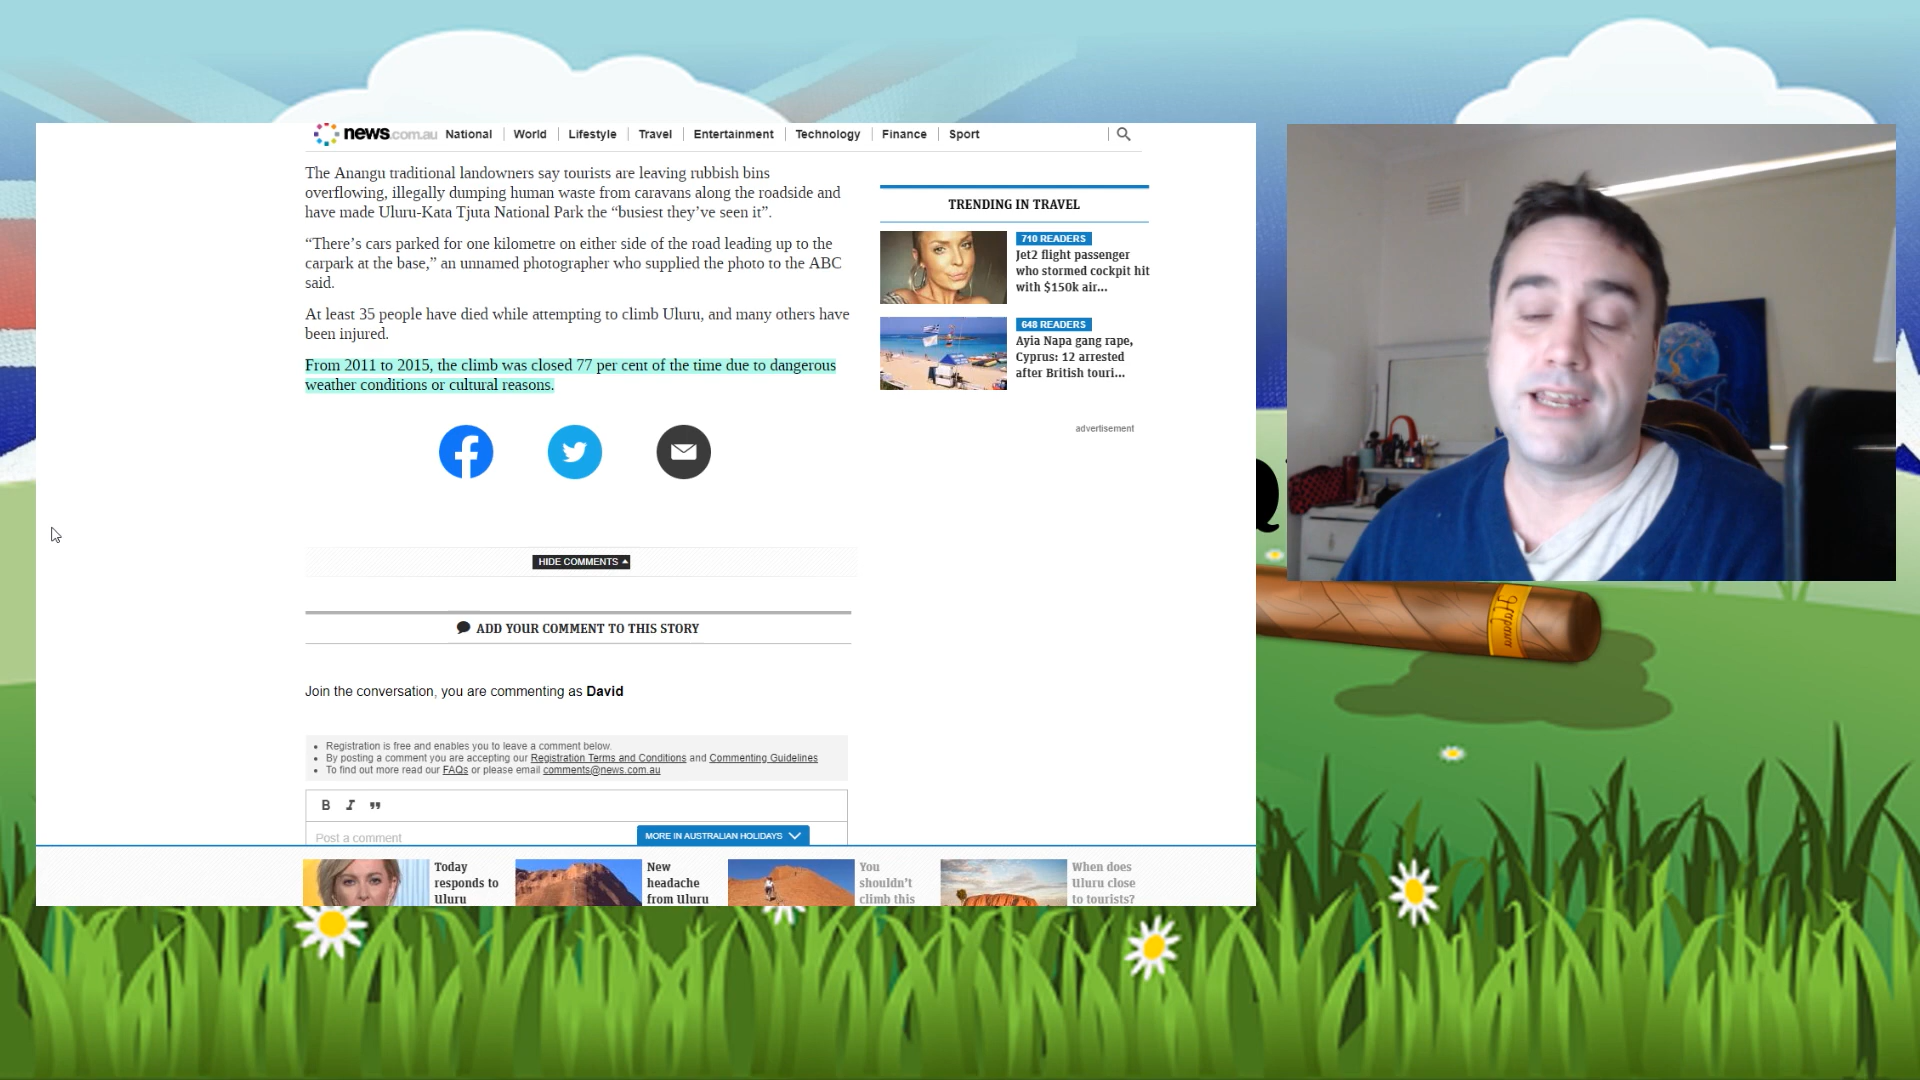 news.com.au National World Lifestyle Travel Entertainment Technology Finance Sport
The Anangu traditional landowners say tourists are leaving rubbish bins
overflowing, illegally dumping human waste from caravans along the roadside and
have made Uluru-Kata Tjuta National Park the “busiest they’ve seen it”.
“There’s cars parked for one kilometre on either side of the road leading up to the
carpark at the base,” an unnamed photographer who supplied the photo to the ABC
said.
At least 35 people have died while attempting to climb Uluru, and many others have
been injured.
From 2011 to 2015, the climb was closed 77 per cent of the time due to dangerous
weather conditions or cultural reasons.
HIDE COMMENTS
ADD YOUR COMMENT TO THIS STORY
Join the conversation, you are commenting as David
Registration is free and enables you to leave a comment below.
By posting a comment you are accepting our Registration Terms and Conditions and Commenting Guidelines
To find out more read our FAQs or please email comments@news.com.au
B I
Post a comment
MORE IN AUSTRALIAN HOLIDAYS
Today
responds to
Uluru
New
headache
from Uluru
You
shouldn’t
climb this
When does
Uluru close
to tourists?
TRENDING IN TRAVEL
710 READERS
Jet2 flight passenger
who stormed cockpit hit
with $150k air...
648 READERS
Ayia Napa gang rape,
Cyprus: 12 arrested
after British touri...
advertisement
Habana